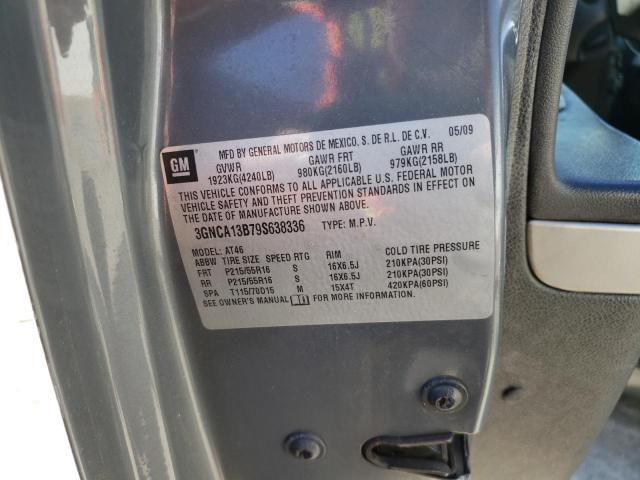 GM
MFD BY GENERAL MOTORS DE MEXICO, S. DE R.L. DE C.V. 05/09
GVWR GAWR FRT GAWR RR
1923KG(4240LB) 980KG(2160LB) 979KG(2158LB)
THIS VEHICLE CONFORMS TO ALL APPLICABLE U.S. FEDERAL MOTOR
VEHICLE SAFETY AND THEFT PREVENTION STANDARDS IN EFFECT ON
THE DATE OF MANUFACTURE SHOWN ABOVE.
3GNCA13B79S638336 TYPE: M.P.V.
MODEL: AT46
ABBW TIRE SIZE SPEED RTG RIM COLD TIRE PRESSURE
FRT P215/55R16 S 16X6.5J 210KPA(30PSI)
RR P215/55R16 S 16X6.5J 210KPA(30PSI)
SPA T115/70D15 M 15X4T 420KPA(60PSI)
SEE OWNER'S MANUAL FOR MORE INFORMATION.